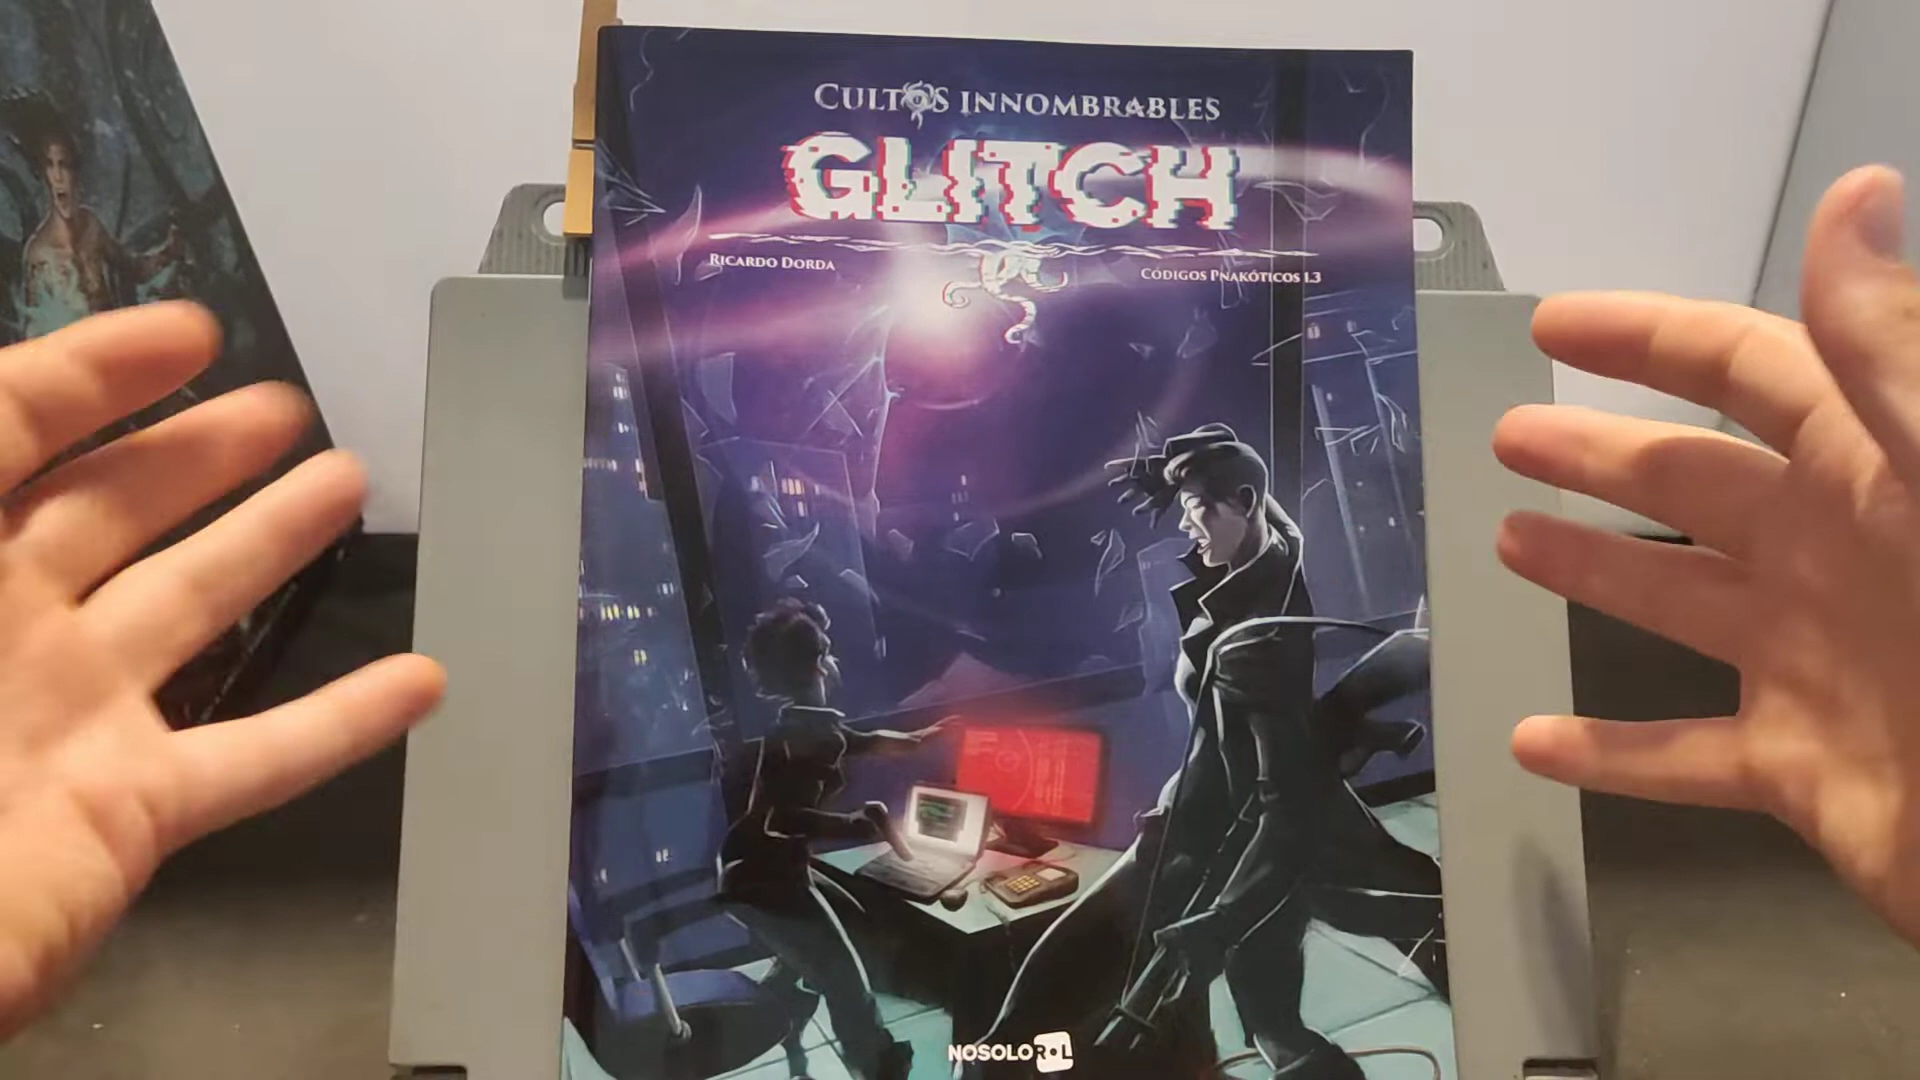 CULTOS INNOMBRABLES
GLITCH
RICARDO DORDA
CÓDIGOS PNAKÓTICOS 1.3
NOSOLOROL